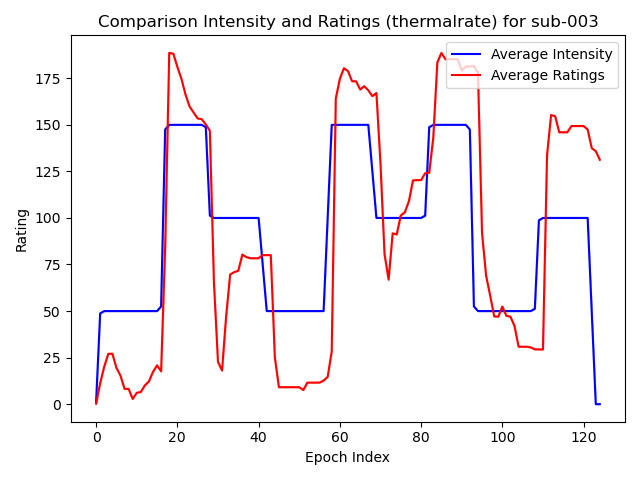 Comparison Intensity and Ratings (thermalrate) for sub-003
Average Intensity
Average Ratings
Rating
175
150
125
100
75
50
25
0
0 20 40 60 80 100 120
Epoch Index